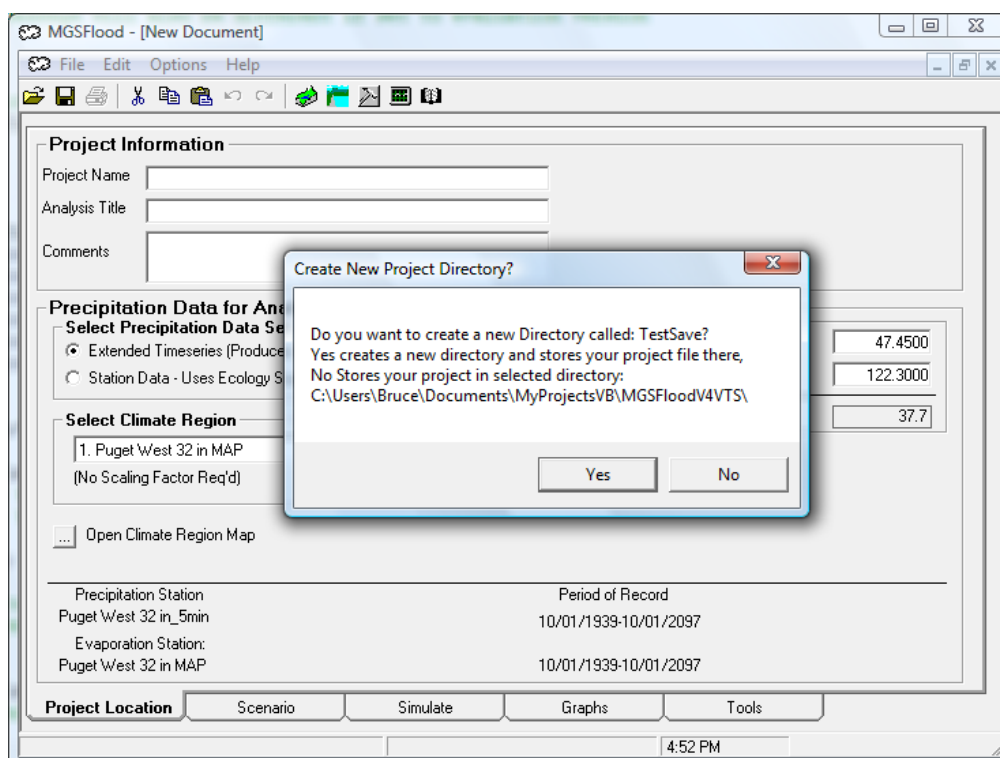 MGSFlood - [New Document]
File Edit Options Help
Project Information
Project Name
Analysis Title
Comments
Create New Project Directory?
Do you want to create a new Directory called: TestSave?
Yes creates a new directory and stores your project file there,
No Stores your project in selected directory:
C:\Users\Bruce\Documents\MyProjectsVB\MGSFloodV4VTS\
Yes No
Precipitation Data for
Select Precipitation Data
Extended Timeseries
47.4500
Station Data - Uses Ecology
122.3000
37.7
Select Climate Region
1. Puget West 32 in MAP
(No Scaling Factor Req'd)
... Open Climate Region Map
Precipitation Station Period of Record
Puget West 32 in_5min 10/01/1939-10/01/2097
Evaporation Station:
Puget West 32 in MAP 10/01/1939-10/01/2097
Project Location Scenario Simulate Graphs Tools
4:52 PM